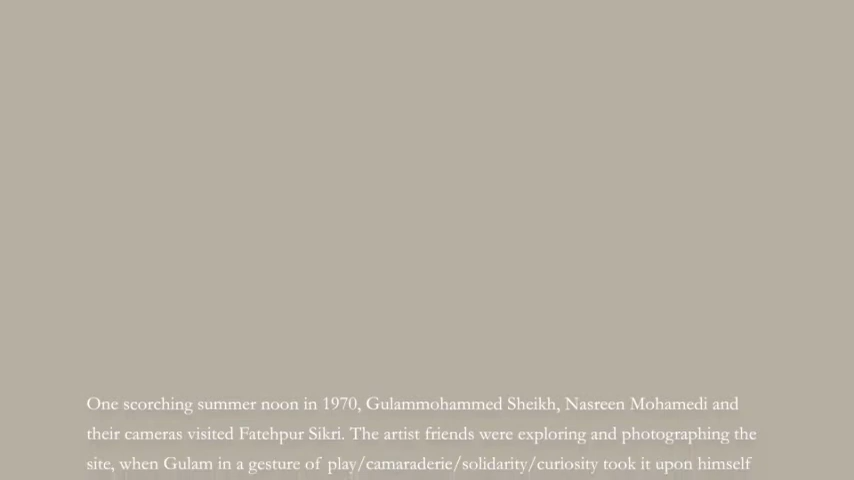 One scorching summer noon in 1970, Gulammohammed Sheikh, Nasreen Mohamedi and
their cameras visited Fatehpur Sikri. The artist friends were exploring and photographing the
site, when Gulam in a gesture of play/camaraderie/solidarity/curiosity took it upon himself